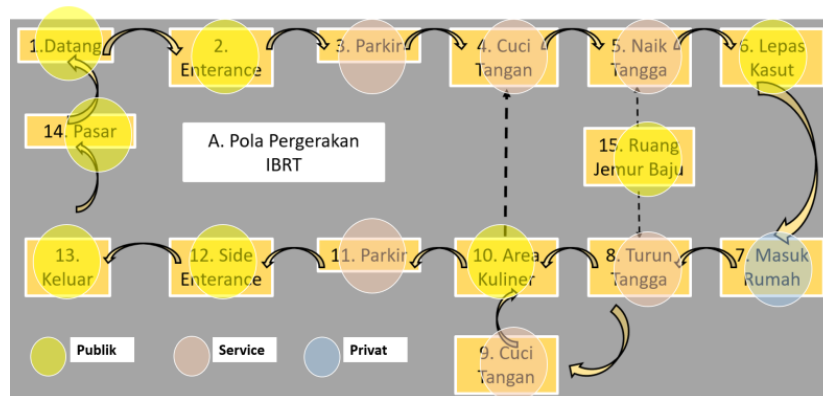 1.Datang
2.
Enterance
3. Parkir
4. Cuci
Tangan
5. Naik
Tangga
6. Lepas
Kasut
14. Pasar
A. Pola Pergerakan
IBRT
15. Ruang
Jemur Baju
13.
Keluar
12. Side
Enterance
11. Parkir
10. Area
Kuliner
8. Turun
Tangga
7. Masuk
Rumah
Publik
Service
Privat
9. Cuci
Tangan